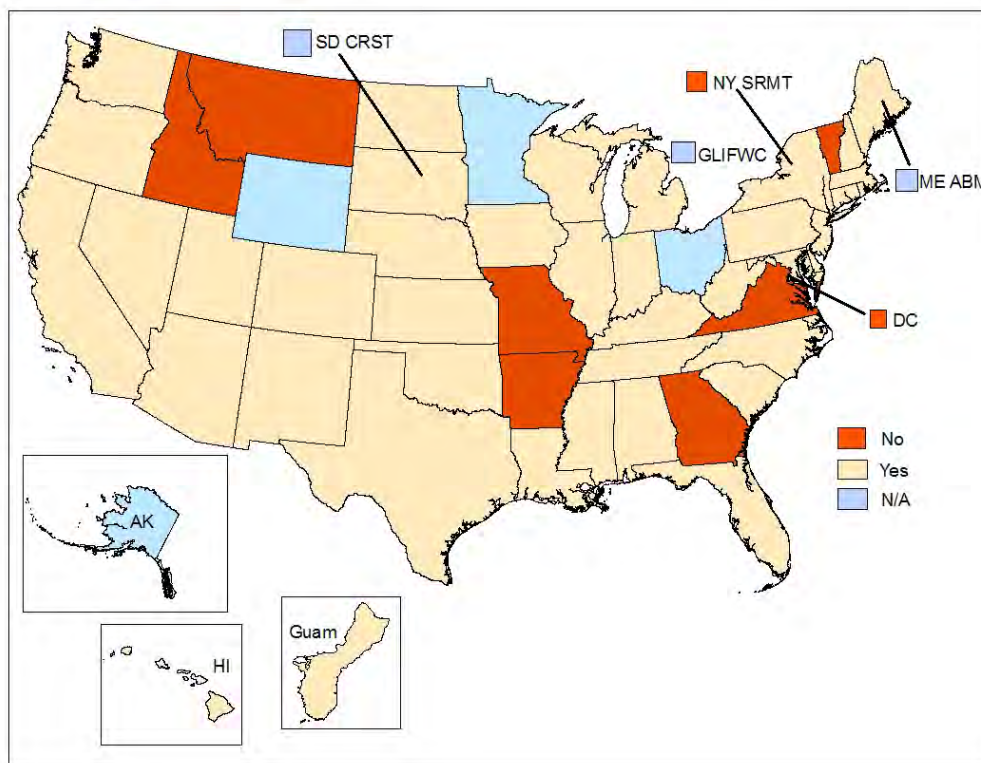 SD CRST
NY SRMT
GLIFWC
ME ABM
DC
No
Yes
N/A
AK
Guam
HI